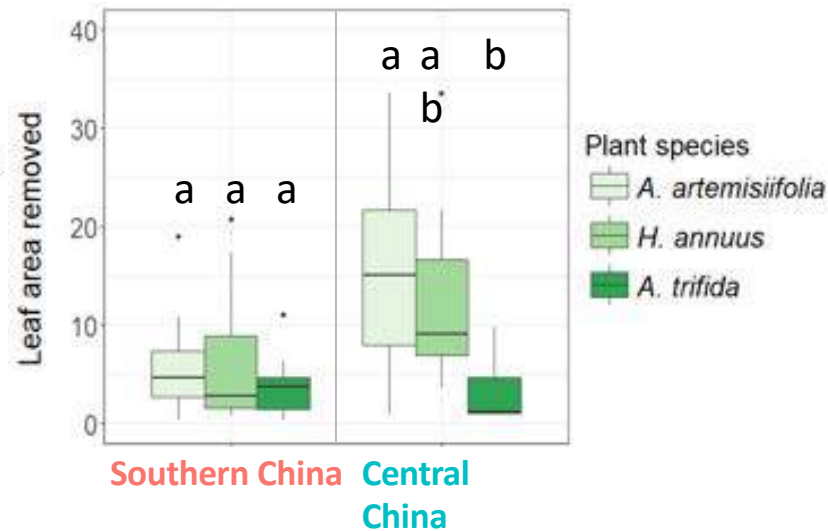 40
30
20
10
0
Leaf area removed
a a a
a a b
b
Southern China
Central
China
Plant species
A. artemisiifolia
H. annuus
A. trifida